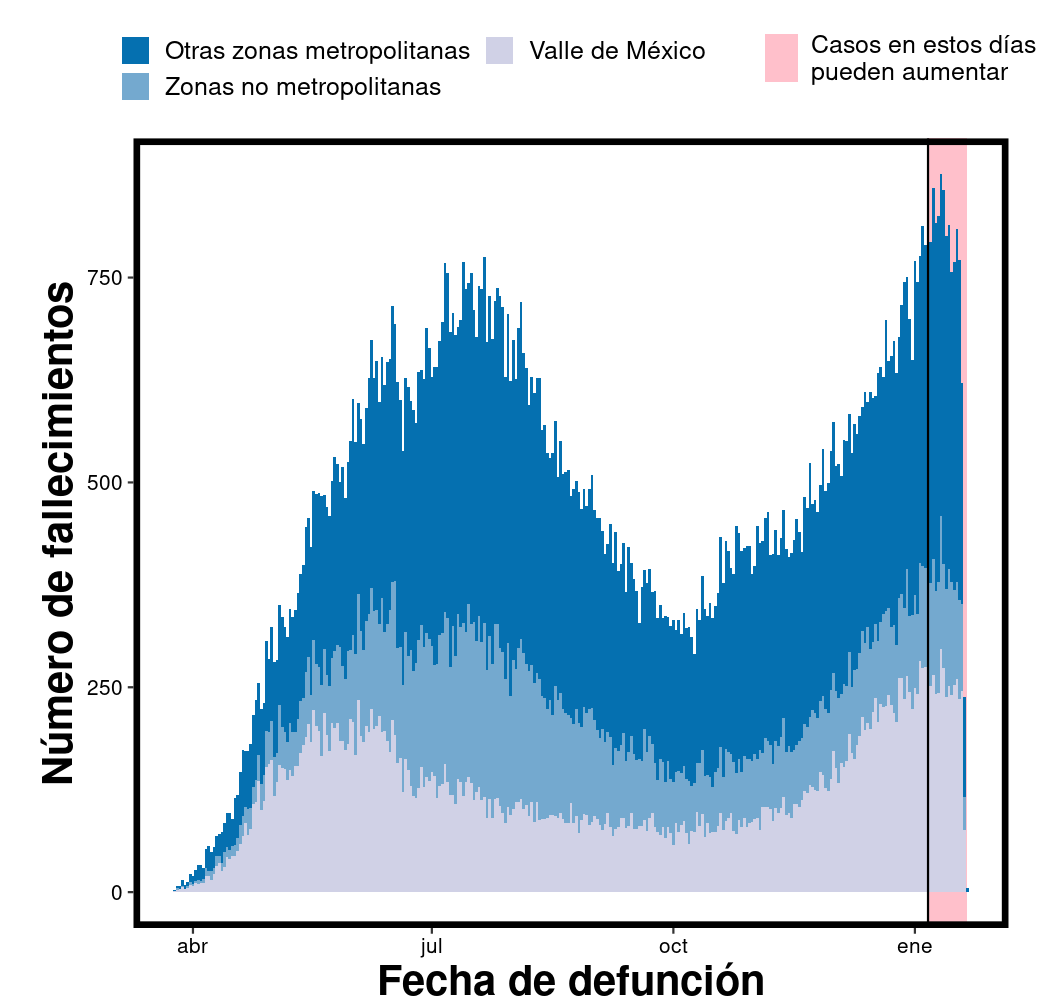 Otras zonas metropolitanas
Valle de México
Casos en estos días
pueden aumentar
Zonas no metropolitanas
Número de fallecimientos
750
500
250
0
abr
jul
oct
ene
Fecha de defunción